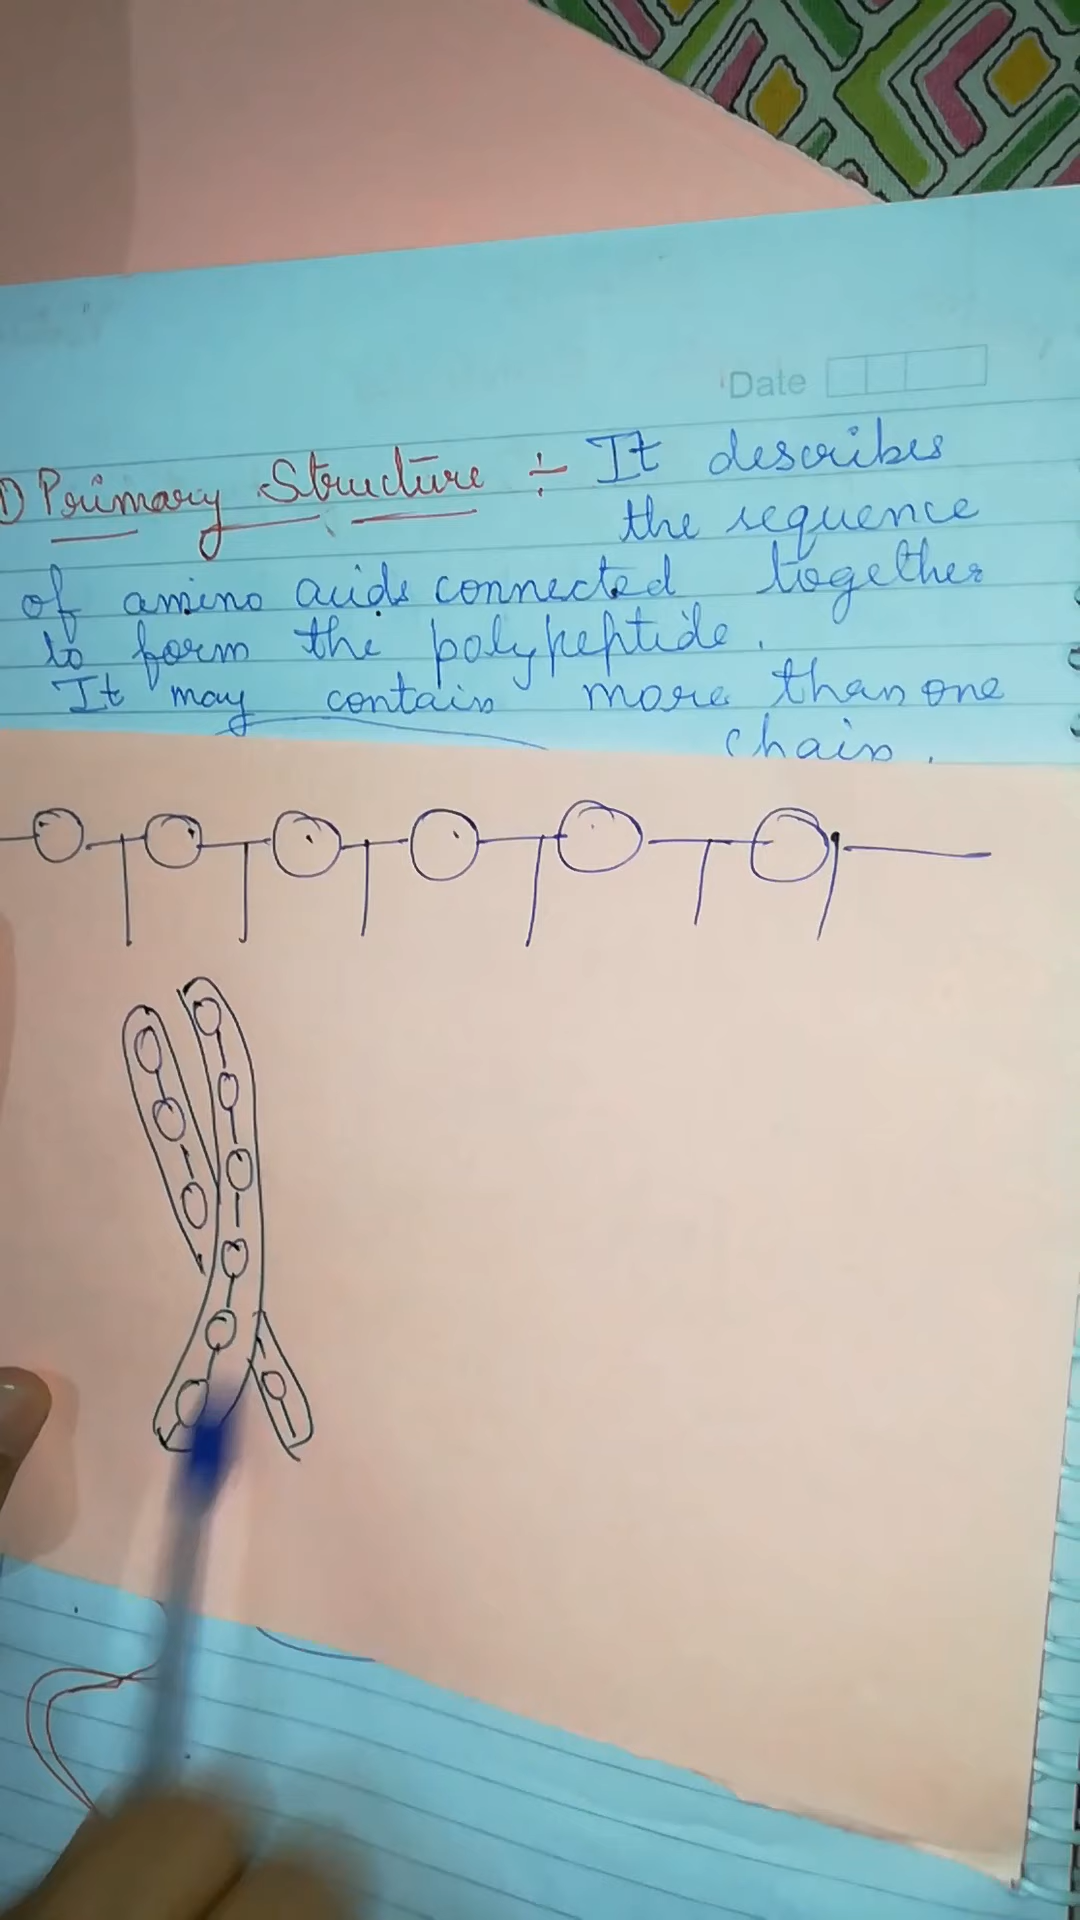 Date
1) Primary Structure ÷ It describes
the sequence
of amino acids connected together
to form the polypeptide.
It may contain more than one
chain.